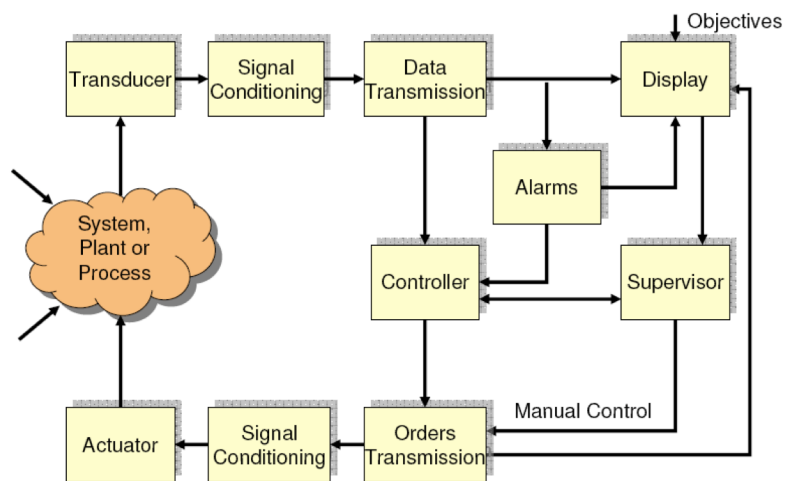 Objectives
Transducer
Signal
Conditioning
Data
Transmission
Display
Alarms
System,
Plant or
Process
Controller
Supervisor
Manual Control
Actuator
Signal
Conditioning
Orders
Transmission